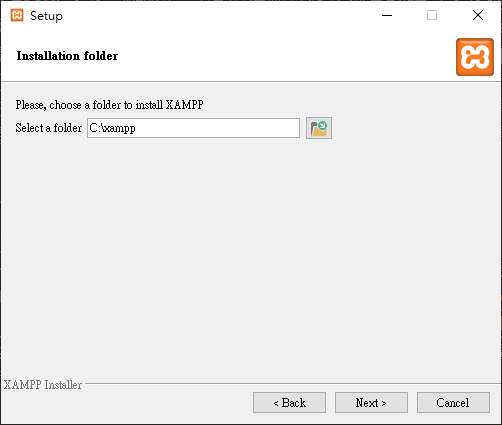 Setup
Installation folder
Please, choose a folder to install XAMPP
Select a folder C:\xampp
XAMPP Installer
< Back Next > Cancel